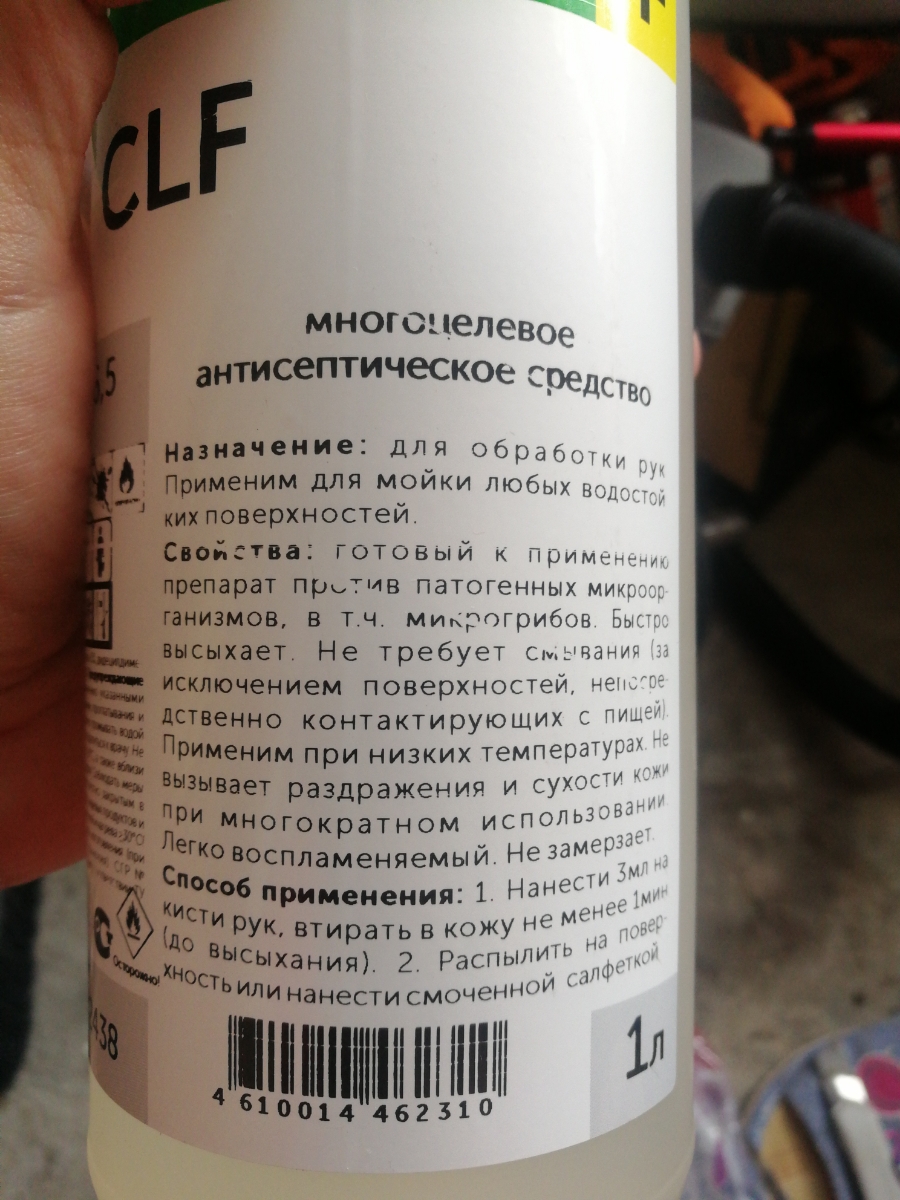 CLF
многоцелевое
антисептическое средство
Назначение: для обработки рук
Применим для мойки любых водостой
ких поверхностей.
Свойства: готовый к применению
препарат против патогенных микроор-
ганизмов, в т.ч. микрогрибов. Быстро
высыхает. Не требует смывания (за
исключением поверхностей, непосре-
дственно контактирующих с пищей).
Применим при низких температурах. Не
вызывает раздражения и сухости кожи
при многократном использовании.
Легко воспламеняемый. Не замерзает.
Способ применения: 1. Нанести 3мл на
кисти рук, втирать в кожу не менее 1мин
(до высыхания). 2. Распылить на повер-
хность или нанести смоченной салфеткой
Осторожно!
438
1л
4 610014 462310